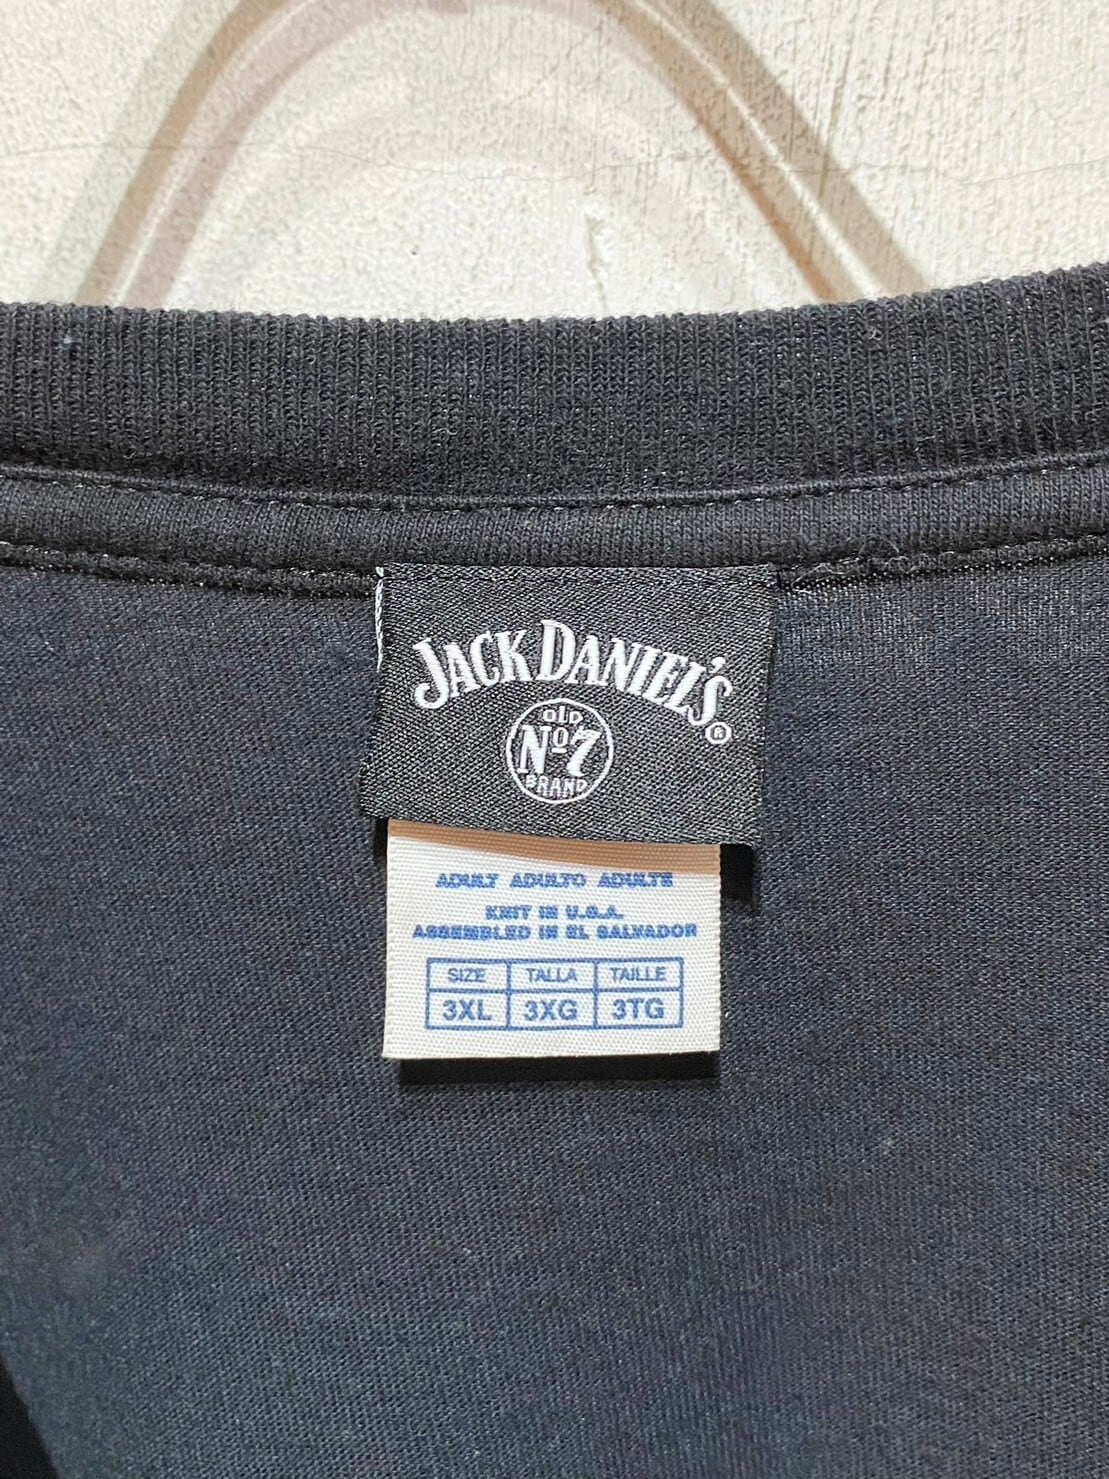 JACK DANIEL'S®
OLD
Nº7
BRAND
ADULT ADULTO ADULTE
KNIT IN U.S.A.
ASSEMBLED IN EL SALVADOR
SIZE TALLA TAILLE
3XL 3XG 3TG